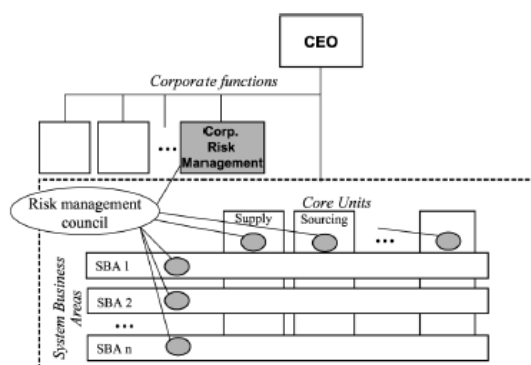 CEO
Corporate functions
...
Corp.
Risk
Management
Risk management
council
Core Units
Supply
Sourcing
...
System Business
Areas
SBA 1
SBA 2
...
SBA n